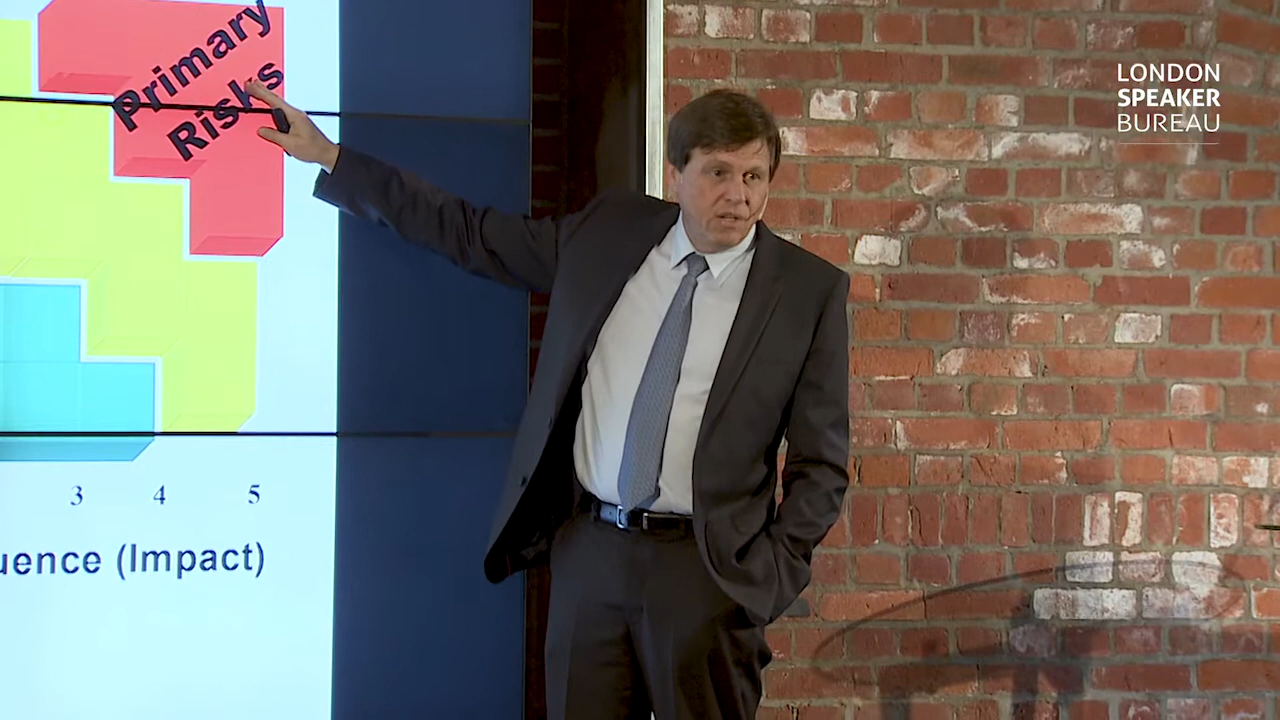 Primary
Risks
3 4 5
uence (Impact)
LONDON
SPEAKER
BUREAU